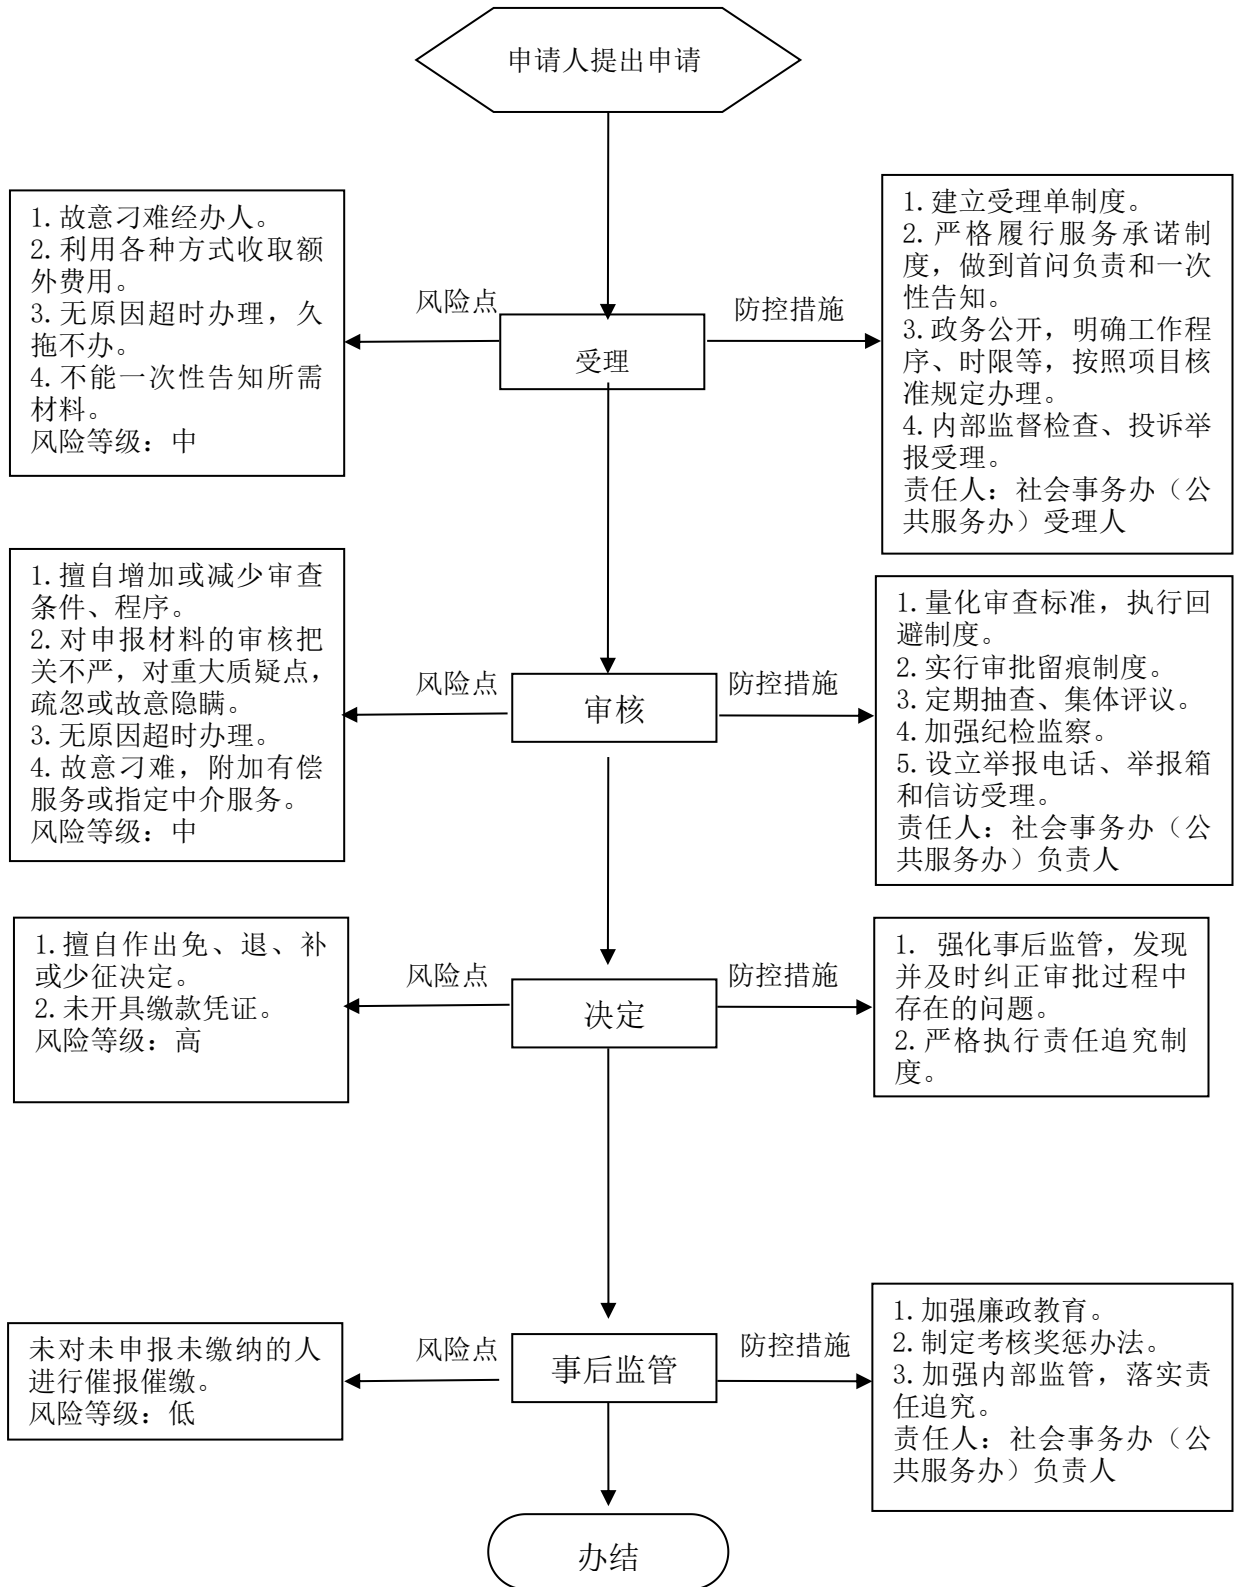 申请人提出申请
1.故意刁难经办人。
2.利用各种方式收取额
外费用。
3.无原因超时办理，久
拖不办。
4.不能一次性告知所需
材料。
风险等级：中
风险点
受理
防控措施
1.建立受理单制度。
2.严格履行服务承诺制
度，做到首问负责和一次
性告知。
3.政务公开，明确工作程
序、时限等，按照项目核
准规定办理。
4.内部监督检查、投诉举
报受理。
责任人：社会事务办（公
共服务办）受理人
1.擅自增加或减少审查
条件、程序。
2.对申报材料的审核把
关不严，对重大质疑点，
疏忽或故意隐瞒。
3.无原因超时办理。
4.故意刁难，附加有偿
服务或指定中介服务。
风险等级：中
风险点
审核
防控措施
1.量化审查标准，执行回
避制度。
2.实行审批留痕制度。
3.定期抽查、集体评议。
4.加强纪检监察。
5.设立举报电话、举报箱
和信访受理。
责任人：社会事务办（公
共服务办）负责人
1.擅自作出免、退、补
或少征决定。
2.未开具缴款凭证。
风险等级：高
风险点
决定
防控措施
1. 强化事后监管，发现
并及时纠正审批过程中
存在的问题。
2.严格执行责任追究制
度。
未对未申报未缴纳的人
进行催报催缴。
风险等级：低
风险点
事后监管
防控措施
1.加强廉政教育。
2.制定考核奖惩办法。
3.加强内部监管，落实责
任追究。
责任人：社会事务办（公
共服务办）负责人
办结